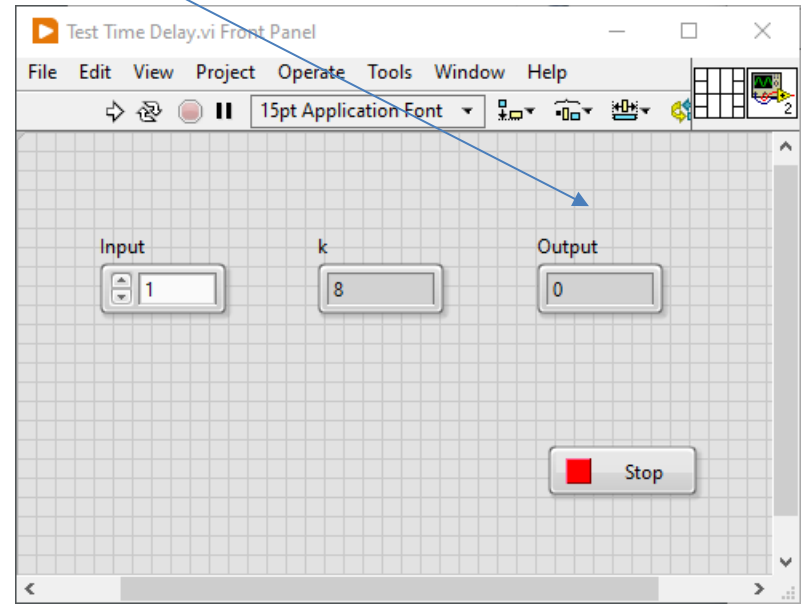 Test Time Delay.vi Front Panel
File Edit View Project Operate Tools Window Help
15pt Application Font
2
Input k Output
1 8 0
Stop